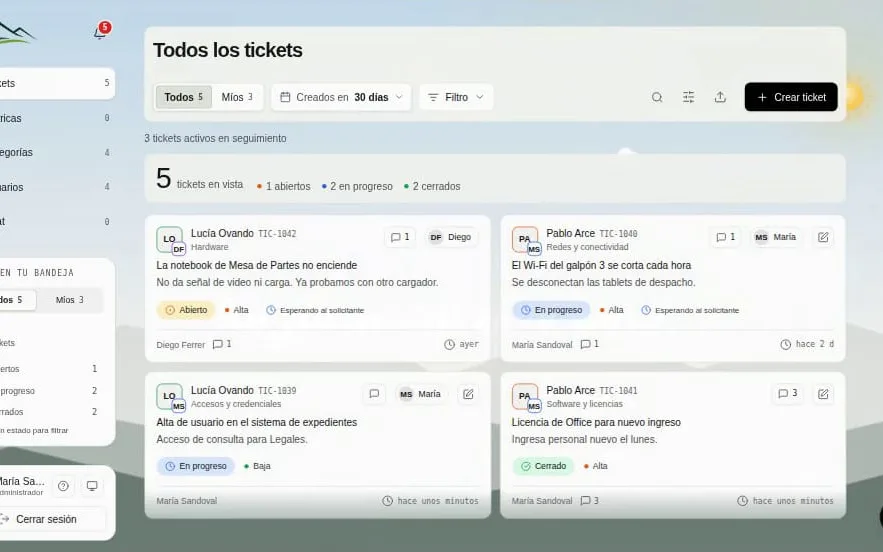 5
Todos los tickets
kets 5
Todos 5 Míos 3
Creados en 30 días
Filtro
+ Crear ticket
ricas 0
egorías 4
uarios 4
at 0
3 tickets activos en seguimiento
5 tickets en vista 1 abiertos 2 en progreso 2 cerrados
EN TU BANDEJA
dos 5 Míos 3
kets
ertos 1
progreso 2
rrados 2
n estado para filtrar
María Sa...
dministrador
Cerrar sesión
LO DF
Lucía Ovando TIC-1042
Hardware
1
DF Diego
La notebook de Mesa de Partes no enciende
No da señal de video ni carga. Ya probamos con otro cargador.
Abierto Alta Esperando al solicitante
Diego Ferrer 1 ayer
PA MS
Pablo Arce TIC-1040
Redes y conectividad
1
MS María
El Wi-Fi del galpón 3 se corta cada hora
Se desconectan las tablets de despacho.
En progreso Alta Esperando al solicitante
María Sandoval 1 hace 2 d
LO MS
Lucía Ovando TIC-1039
Accesos y credenciales
MS María
Alta de usuario en el sistema de expedientes
Acceso de consulta para Legales.
En progreso Baja
María Sandoval hace unos minutos
PA MS
Pablo Arce TIC-1041
Software y licencias
3
Licencia de Office para nuevo ingreso
Ingresa personal nuevo el lunes.
Cerrado Alta
María Sandoval 3 hace unos minutos